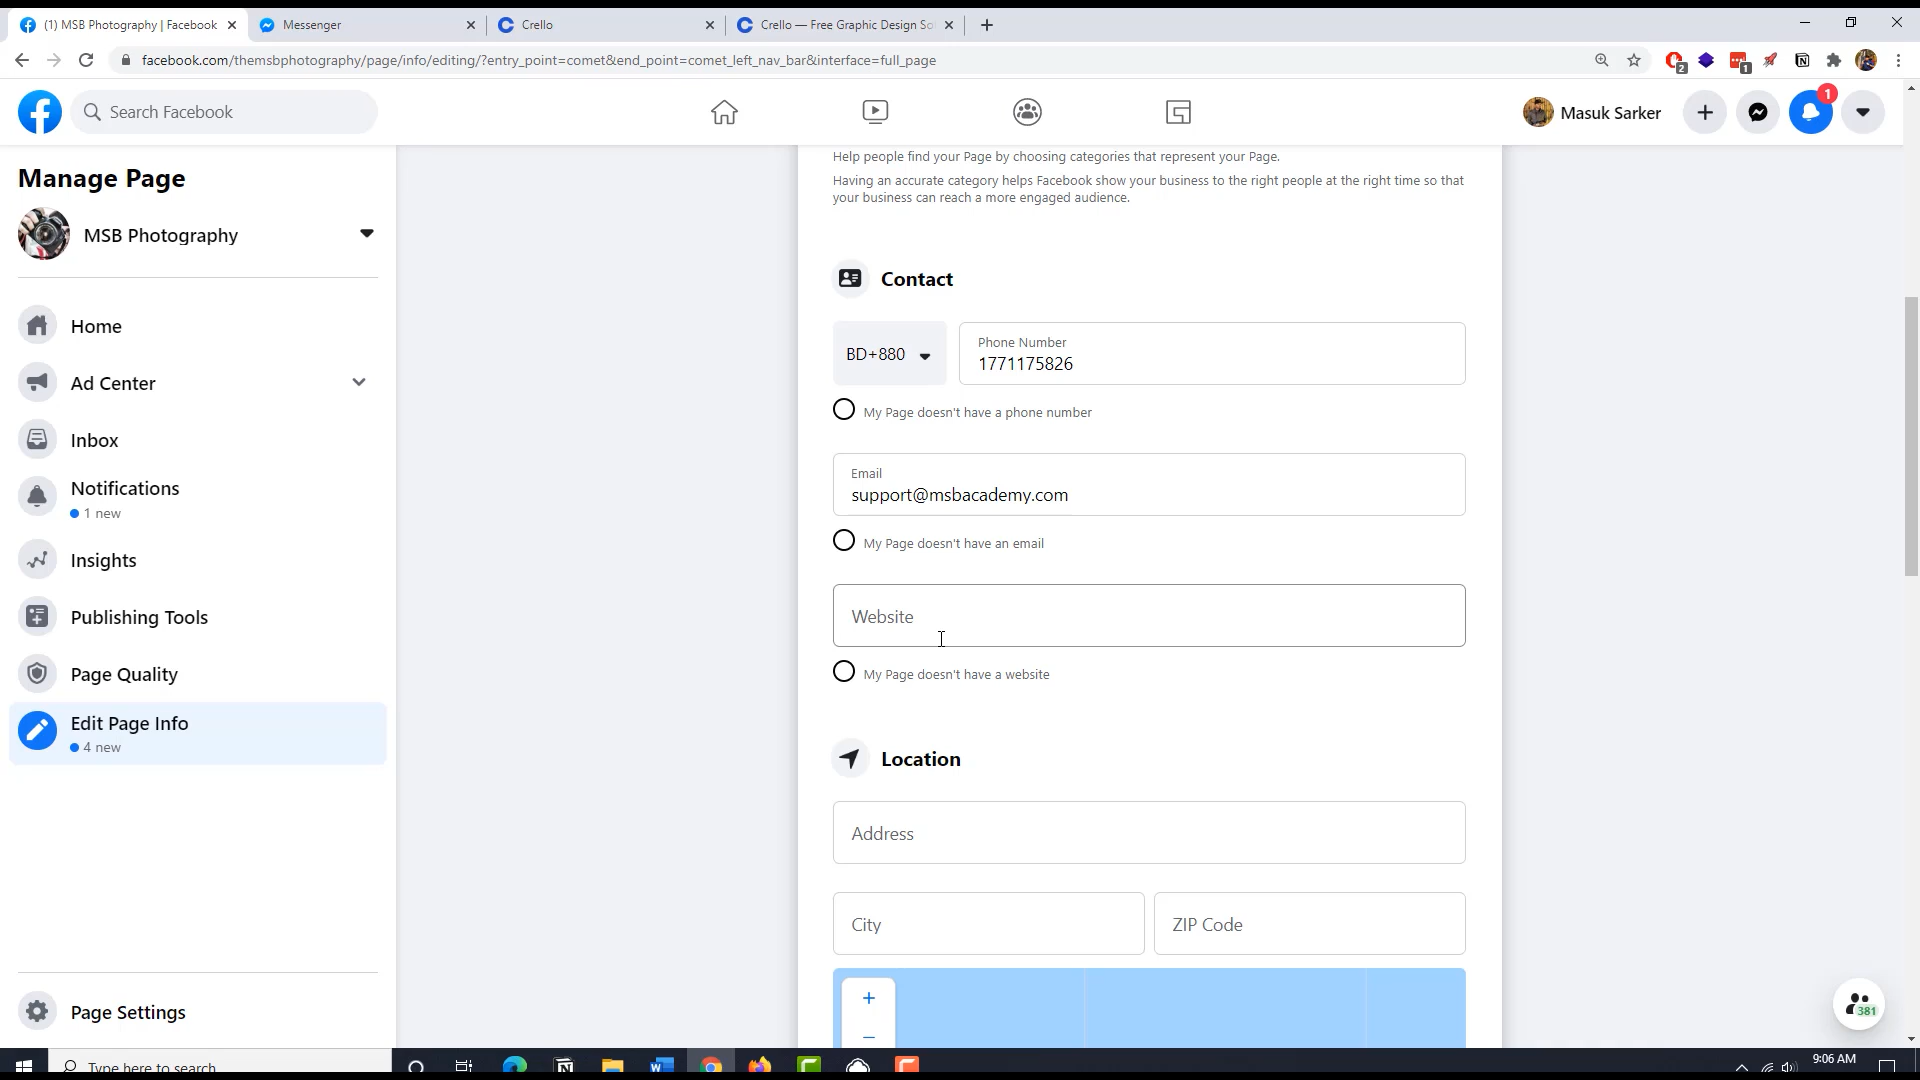 (1) MSB Photography | Facebook
Messenger
Crello
Crello — Free Graphic Design So
facebook.com/themsbphotography/page/info/editing/?entry_point=comet&end_point=comet_left_nav_bar&interface=full_page
2
1
Search Facebook
Masuk Sarker
1
Manage Page
MSB Photography
Home
Ad Center
Inbox
Notifications
1 new
Insights
Publishing Tools
Page Quality
Edit Page Info
4 new
Page Settings
Help people find your Page by choosing categories that represent your Page.
Having an accurate category helps Facebook show your business to the right people at the right time so that
your business can reach a more engaged audience.
Contact
BD+880
Phone Number
1771175826
My Page doesn't have a phone number
Email
support@msbacademy.com
My Page doesn't have an email
Website
My Page doesn't have a website
Location
Address
City
ZIP Code
+
−
381
Type here to search
9:06 AM